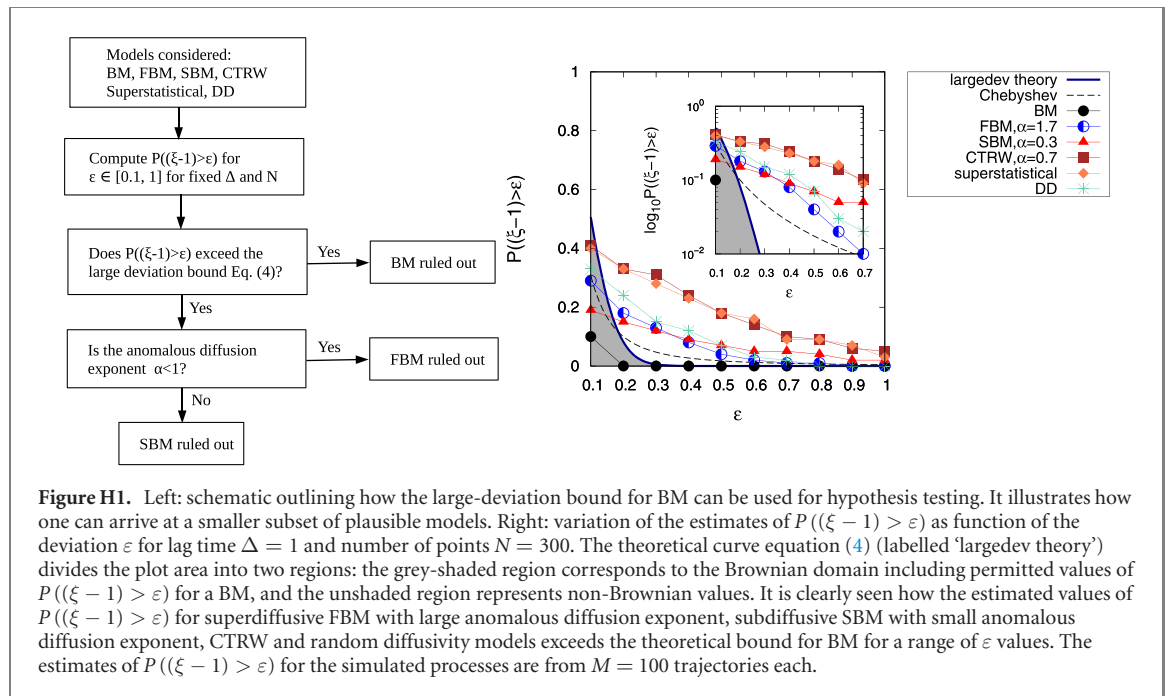 Models considered:
BM, FBM, SBM, CTRW
Superstatistical, DD
Compute P((ξ-1)>ε) for
ε ∈ [0.1, 1] for fixed Δ and N
Does P((ξ-1)>ε) exceed the
large deviation bound Eq. (4)?
Yes
BM ruled out
Yes
Is the anomalous diffusion
exponent α<1?
Yes
FBM ruled out
No
SBM ruled out
P((ξ−1)>ε)
1
0.8
0.6
0.4
0.2
0
0.1 0.2 0.3 0.4 0.5 0.6 0.7 0.8 0.9 1
ε
log10P((ξ−1)>ε)
10^0
10^-1
10^-2
0.1 0.2 0.3 0.4 0.5 0.6 0.7
ε
largedev theory
Chebyshev
BM
FBM,α=1.7
SBM,α=0.3
CTRW,α=0.7
superstatistical
DD
Figure H1. Left: schematic outlining how the large-deviation bound for BM can be used for hypothesis testing. It illustrates how
one can arrive at a smaller subset of plausible models. Right: variation of the estimates of P((ξ − 1) > ε) as function of the
deviation ε for lag time Δ = 1 and number of points N = 300. The theoretical curve equation (4) (labelled ‘largedev theory’)
divides the plot area into two regions: the grey-shaded region corresponds to the Brownian domain including permitted values of
P((ξ − 1) > ε) for a BM, and the unshaded region represents non-Brownian values. It is clearly seen how the estimated values of
P((ξ − 1) > ε) for superdiffusive FBM with large anomalous diffusion exponent, subdiffusive SBM with small anomalous
diffusion exponent, CTRW and random diffusivity models exceeds the theoretical bound for BM for a range of ε values. The
estimates of P((ξ − 1) > ε) for the simulated processes are from M = 100 trajectories each.